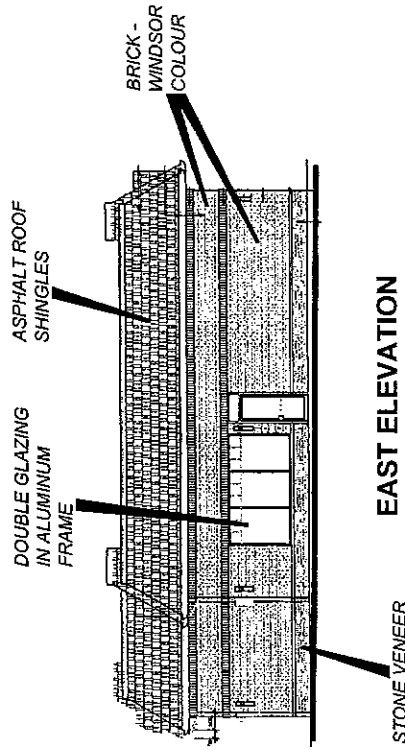 DOUBLE GLAZING
IN ALUMINUM
FRAME
ASPHALT ROOF
SHINGLES
BRICK -
WINDSOR
COLOUR
STONE VENEER
EAST ELEVATION